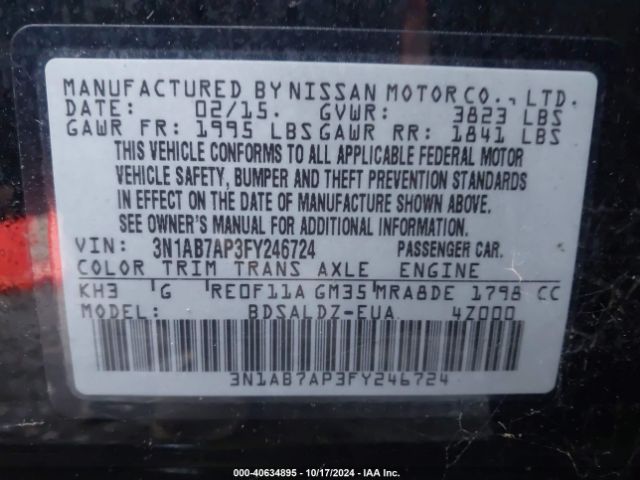 MANUFACTURED BY NISSAN MOTOR CO., LTD.
DATE: 02/15. GVWR: 3823 LBS
GAWR FR: 1995 LBS GAWR RR: 1841 LBS
THIS VEHICLE CONFORMS TO ALL APPLICABLE FEDERAL MOTOR
VEHICLE SAFETY, BUMPER AND THEFT PREVENTION STANDARDS
IN EFFECT ON THE DATE OF MANUFACTURE SHOWN ABOVE.
SEE OWNER'S MANUAL FOR ADDITIONAL INFORMATION.
VIN: 3N1AB7AP3FY246724 PASSENGER CAR.
COLOR TRIM TRANS AXLE ENGINE
KH3 G RE0F11A GM35 MRA8DE 1798 CC
MODEL: BDSALDZ-EUA 4Z000
3N1AB7AP3FY246724
000-40634895 - 10/17/2024 - IAA Inc.